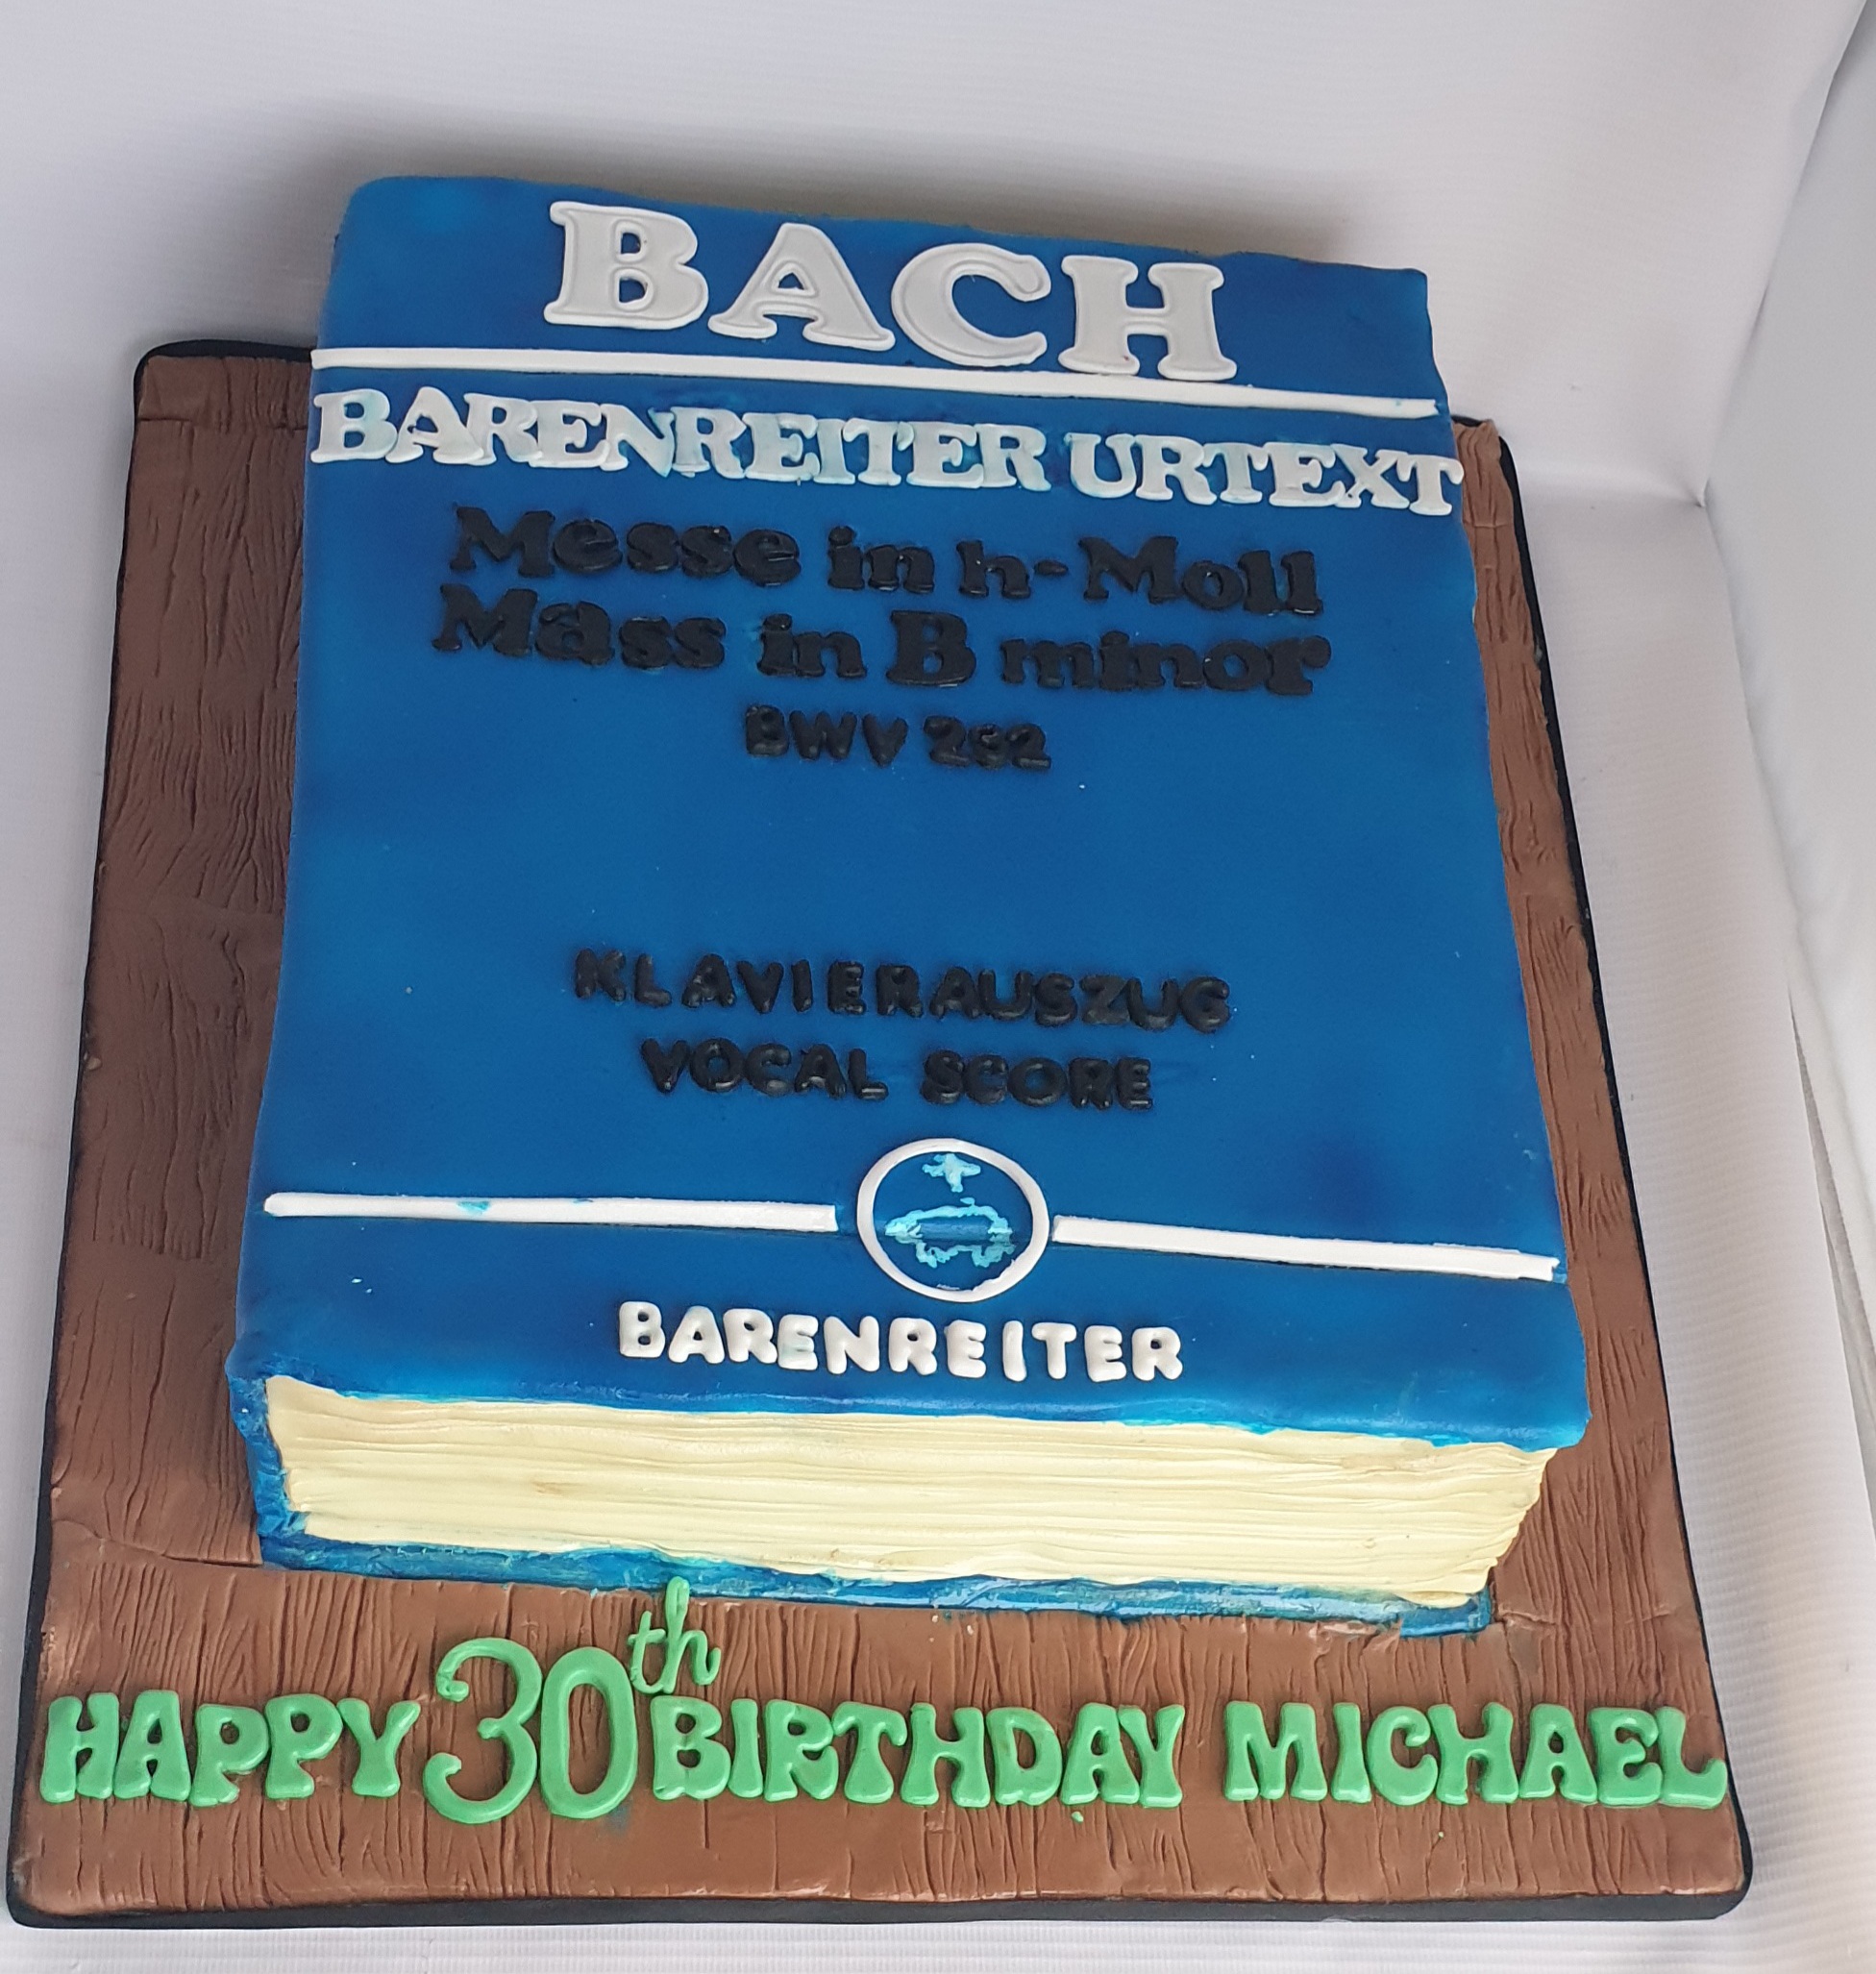 BACH
BARENREITER URTEXT
Messe in h-Moll
Mass in B minor
BWV 232
KLAVIERAUSZUG
VOCAL SCORE
BARENREITER
HAPPY 30th BIRTHDAY MICHAEL